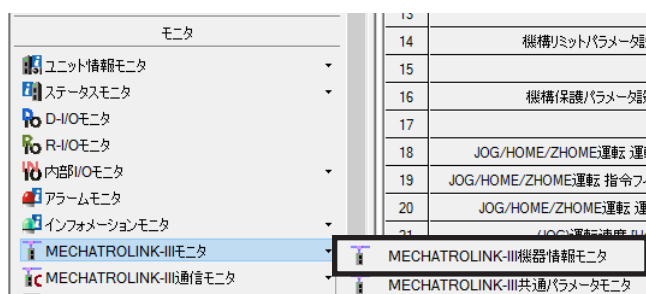 モニタ
ユニット情報モニタ
ステータスモニタ
D-I/Oモニタ
R-I/Oモニタ
内部I/Oモニタ
アラームモニタ
インフォメーションモニタ
MECHATROLINK-IIIモニタ
MECHATROLINK-III通信モニタ
13
14 機構リミットパラメータ
15
16 機構保護パラメータ
17
18 JOG/HOME/ZHOME運転
19 JOG/HOME/ZHOME運転 指令フィ
20 JOG/HOME/ZHOME運転
21
MECHATROLINK-III機器情報モニタ
MECHATROLINK-III共通パラメータモニタ